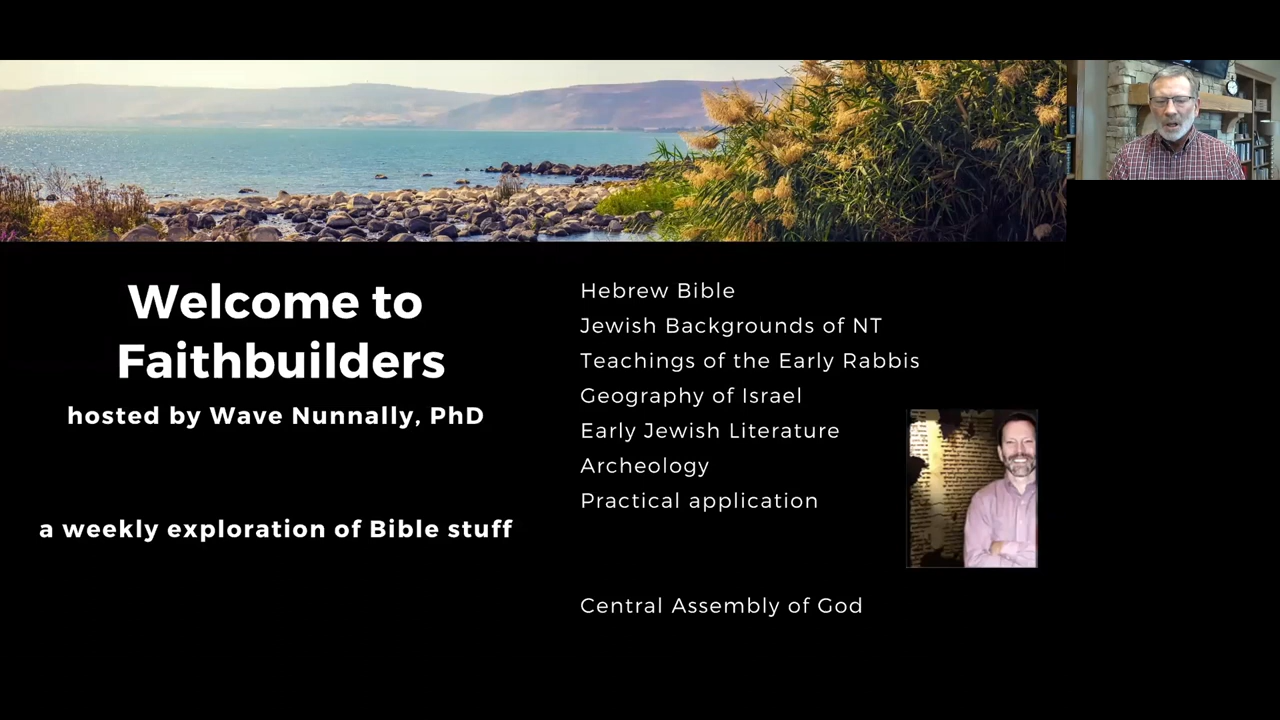 Welcome to
Faithbuilders
hosted by Wave Nunnally, PhD
a weekly exploration of Bible stuff
Hebrew Bible
Jewish Backgrounds of NT
Teachings of the Early Rabbis
Geography of Israel
Early Jewish Literature
Archeology
Practical application
Central Assembly of God